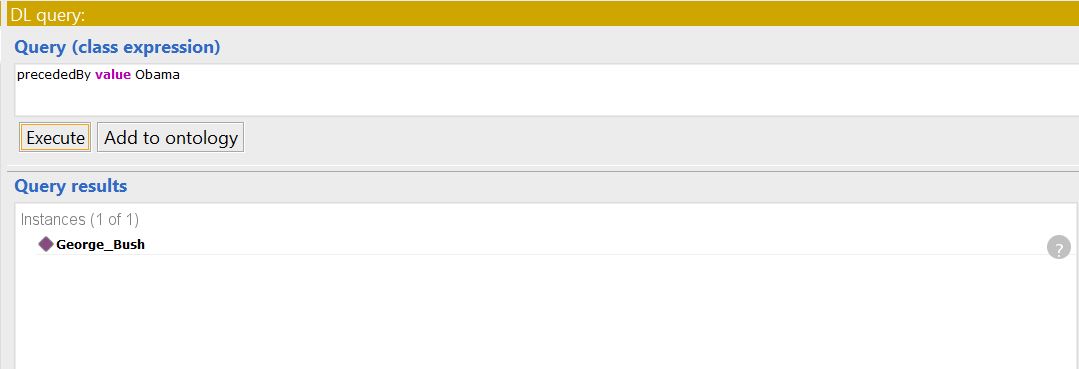 DL query:
Query (class expression)
precededBy value Obama
Execute Add to ontology
Query results
Instances (1 of 1)
George_Bush
?